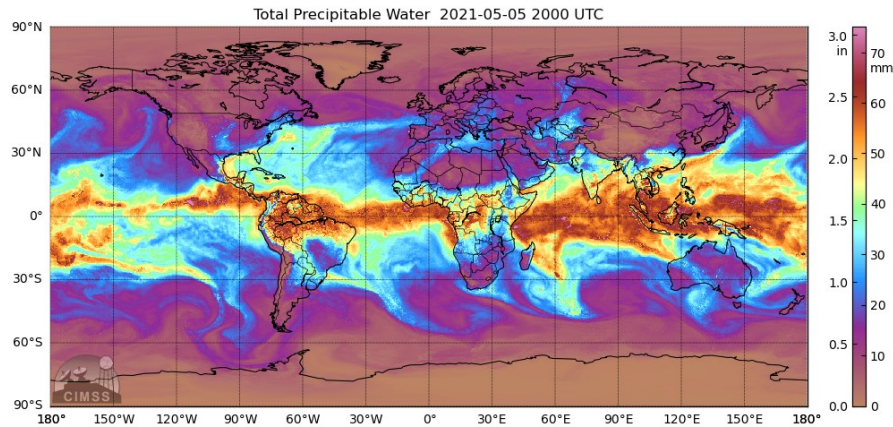 Total Precipitable Water 2021-05-05 2000 UTC
90°N
60°N
30°N
0°
30°S
60°S
90°S
180°
150°W
120°W
90°W
60°W
30°W
0°
30°E
60°E
90°E
120°E
150°E
180°
CIMSS
3.0
in
2.5
2.0
1.5
1.0
0.5
0.0
70
mm
60
50
40
30
20
10
0